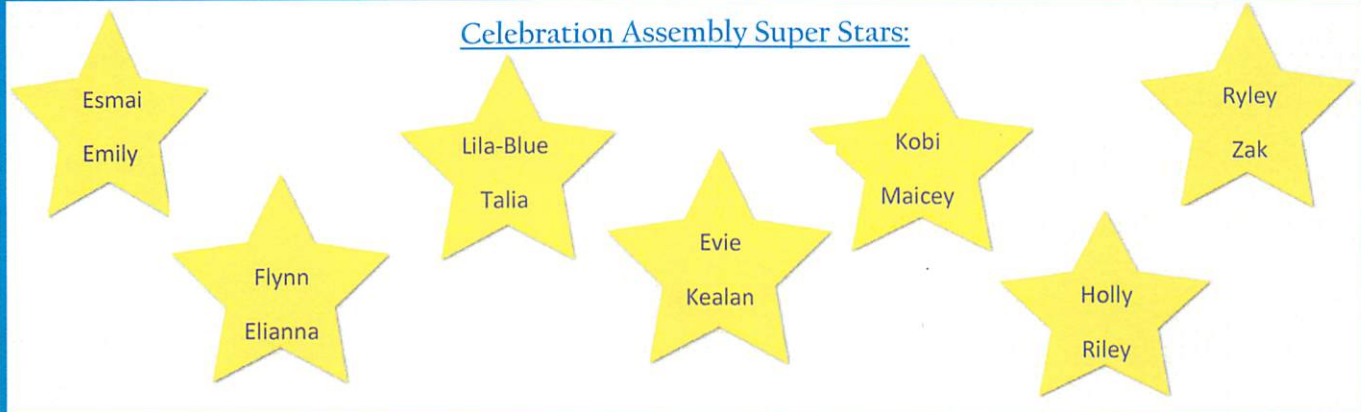 Celebration Assembly Super Stars:
Esmai
Emily
Flynn
Elianna
Lila-Blue
Talia
Evie
Kealan
Kobi
Maicey
Holly
Riley
Ryley
Zak